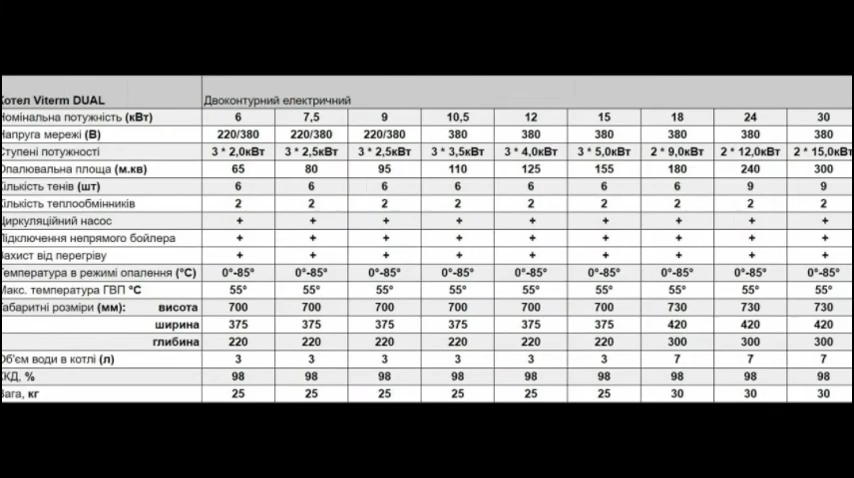 Котел Viterm DUAL Двоконтурний електричний
Номінальна потужність (кВт) 6 7,5 9 10,5 12 15 18 24 30
Напруга мережі (В) 220/380 220/380 220/380 380 380 380 380 380 380
Ступені потужності 3 * 2,0кВт 3 * 2,5кВт 3 * 2,5кВт 3 * 3,5кВт 3 * 4,0кВт 3 * 5,0кВт 2 * 9,0кВт 2 * 12,0кВт 2 * 15,0кВт
Опалювальна площа (м.кв) 65 80 95 110 125 155 180 240 300
Кількість тенів (шт) 6 6 6 6 6 6 6 9 9
Кількість теплообмінників 2 2 2 2 2 2 2 2 2
Циркуляційний насос + + + + + + + + +
Підключення непрямого бойлера + + + + + + + + +
Захист від перегріву + + + + + + + + +
Температура в режимі опалення (°C) 0°-85° 0°-85° 0°-85° 0°-85° 0°-85° 0°-85° 0°-85° 0°-85° 0°-85°
Макс. температура ГВП °C 55° 55° 55° 55° 55° 55° 55° 55° 55°
Габаритні розміри (мм): висота 700 700 700 700 700 700 730 730 730
ширина 375 375 375 375 375 375 420 420 420
глибина 220 220 220 220 220 220 300 300 300
Об'єм води в котлі (л) 3 3 3 3 3 3 7 7 7
ККД, % 98 98 98 98 98 98 98 98 98
Вага, кг 25 25 25 25 25 25 30 30 30